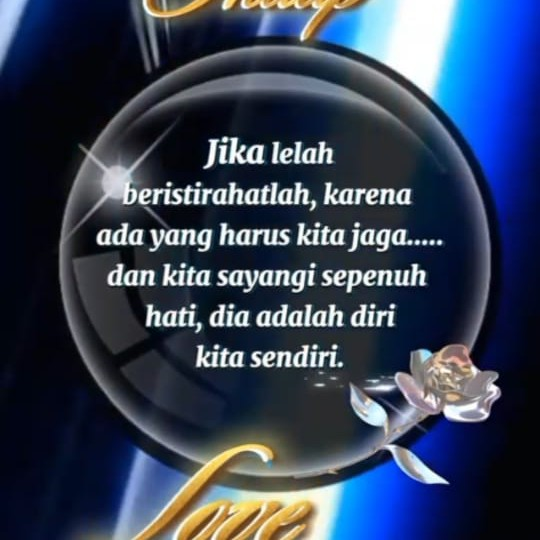 Jika lelah
beristirahatlah, karena
ada yang harus kita jaga.....
dan kita sayangi sepenuh
hati, dia adalah diri
kita sendiri.
Love